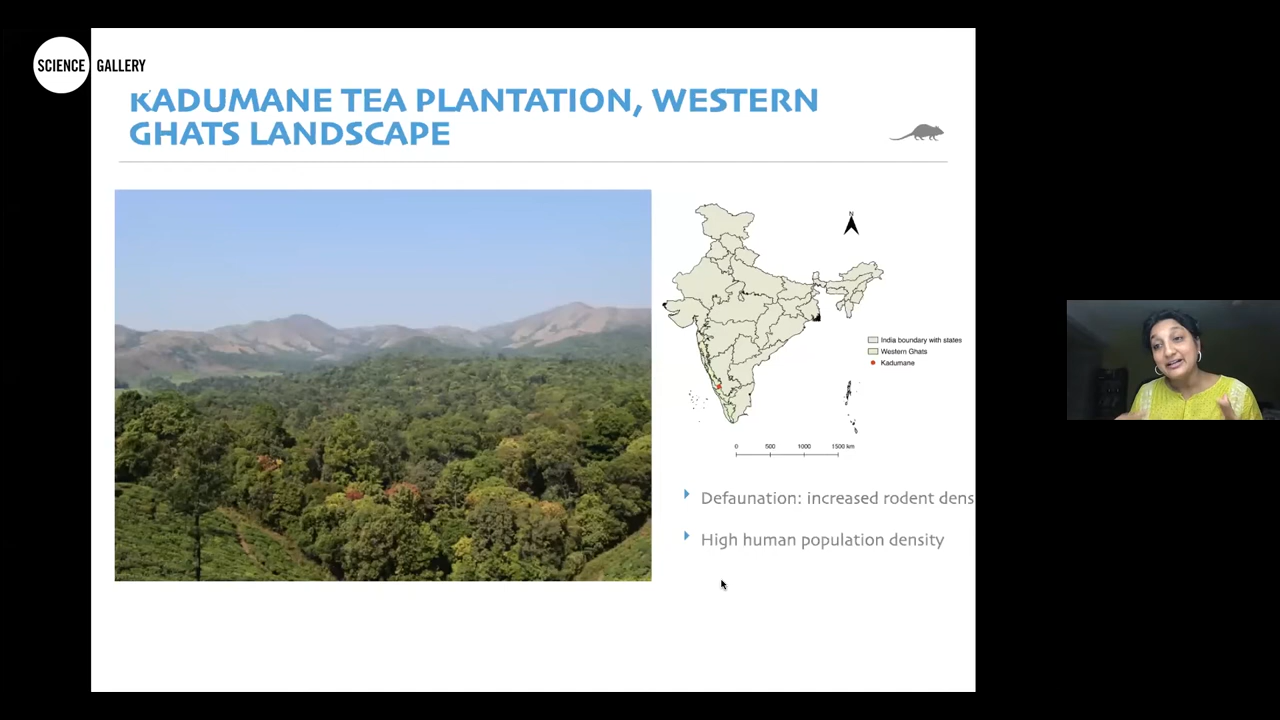 SCIENCE GALLERY
KADUMANE TEA PLANTATION, WESTERN
GHATS LANDSCAPE
N
India boundary with states
Western Ghats
Kadumane
0 500 1000 1500 km
Defaunation: increased rodent dens
High human population density